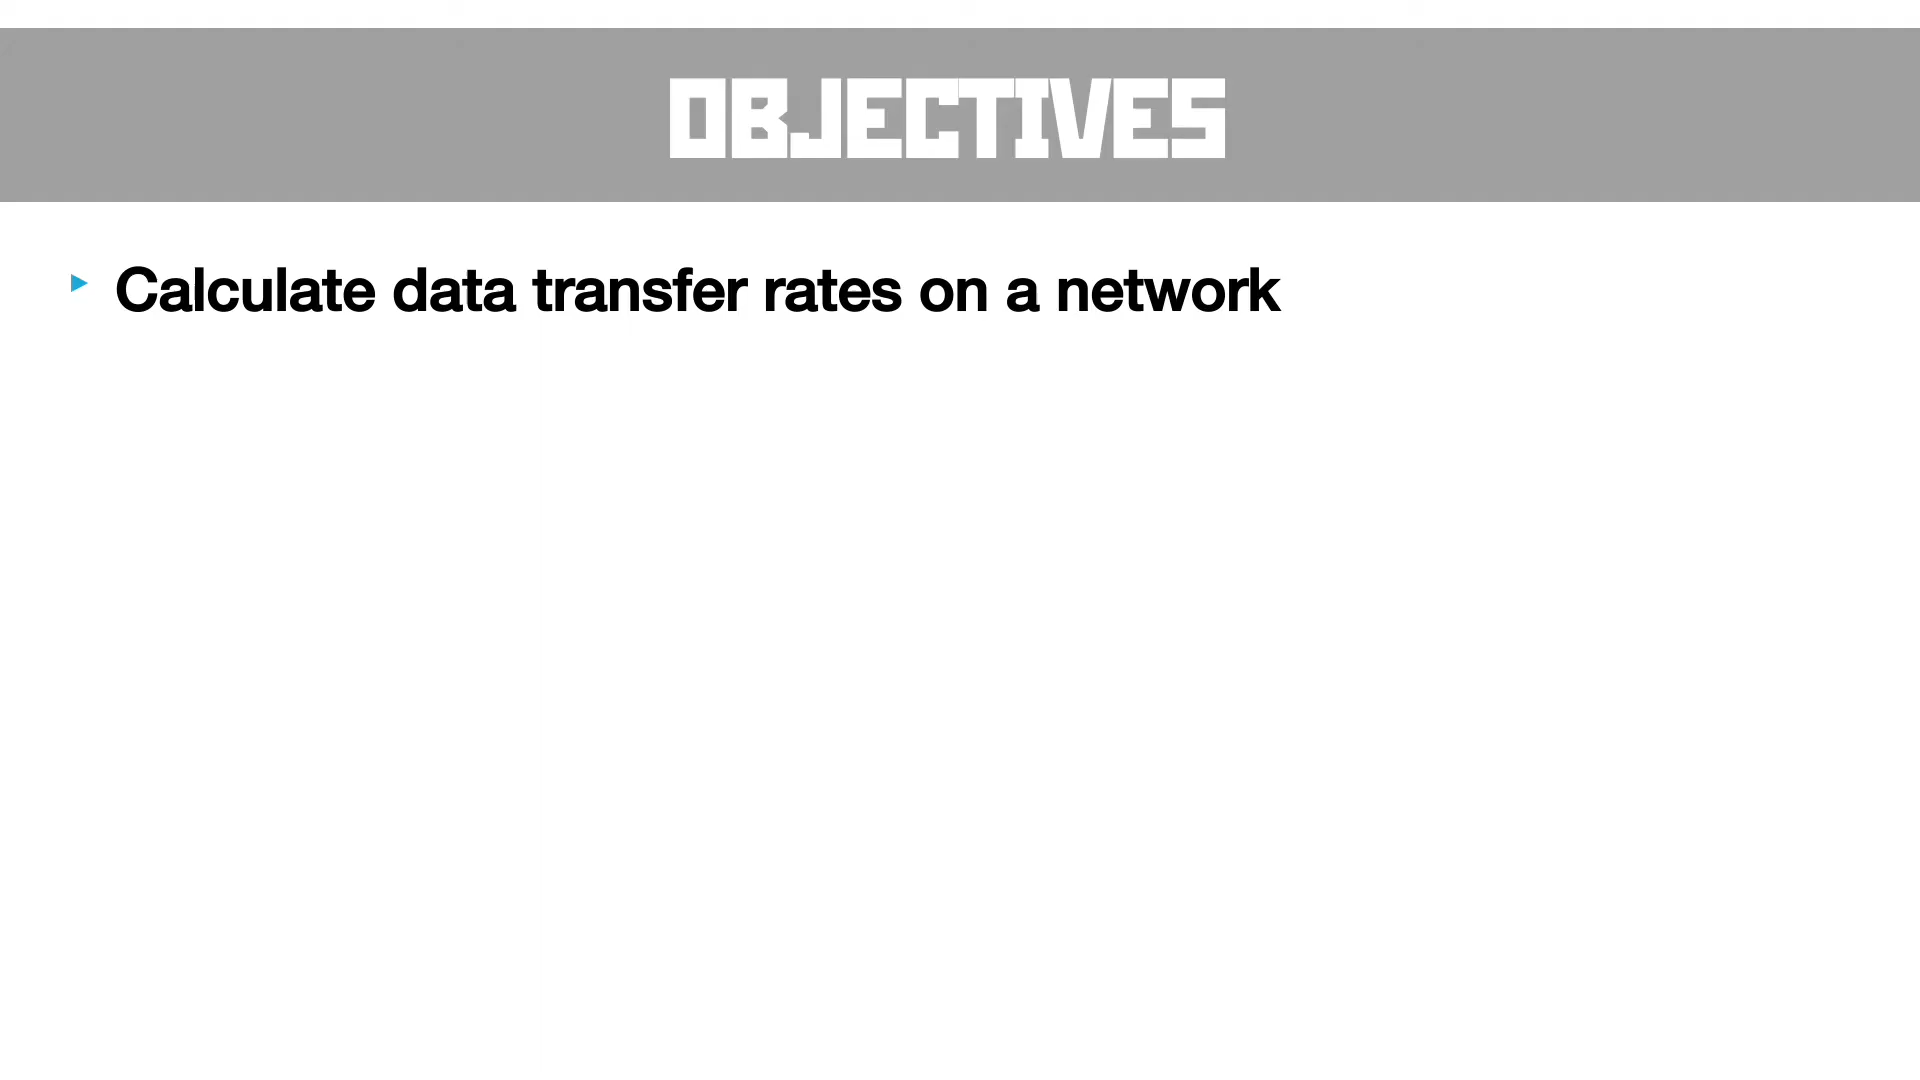 OBJECTIVES
Calculate data transfer rates on a network